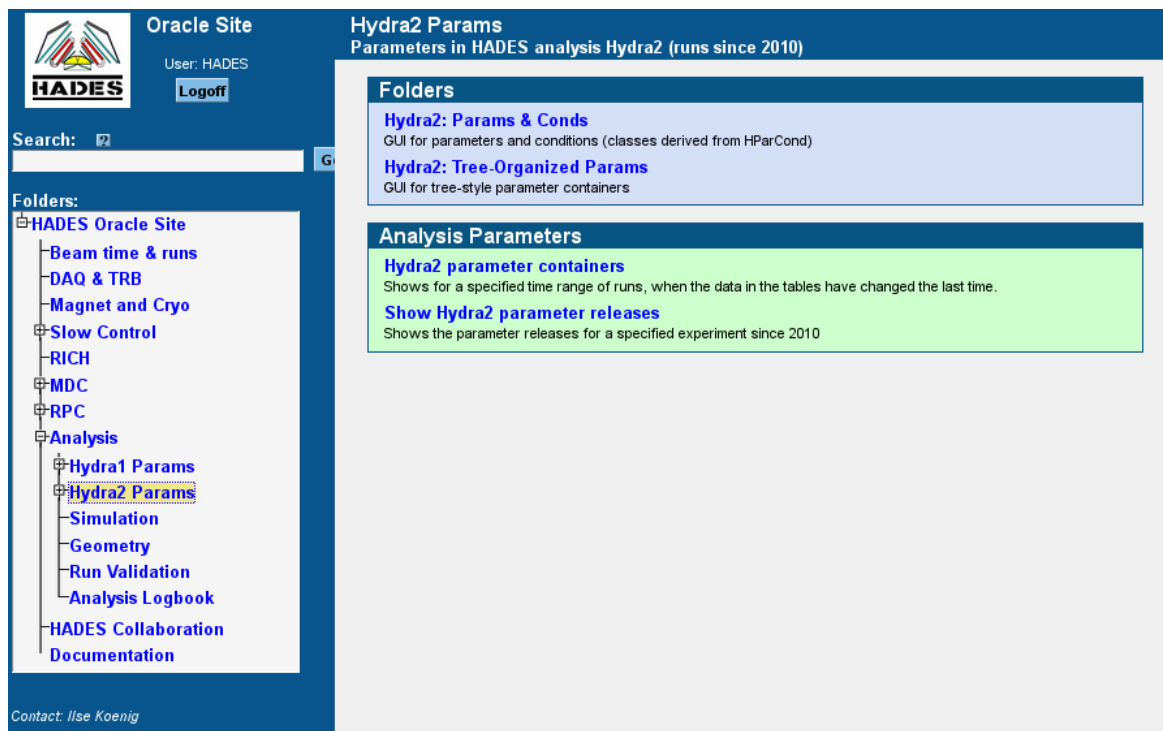 HADES
Oracle Site
User: HADES
Logoff
Search: ?
Folders:
HADES Oracle Site
Beam time & runs
DAQ & TRB
Magnet and Cryo
Slow Control
RICH
MDC
RPC
Analysis
Hydra1 Params
Hydra2 Params
Simulation
Geometry
Run Validation
Analysis Logbook
HADES Collaboration
Documentation
Contact: Ilse Koenig
Hydra2 Params
Parameters in HADES analysis Hydra2 (runs since 2010)
Folders
Hydra2: Params & Conds
GUI for parameters and conditions (classes derived from HParCond)
Hydra2: Tree-Organized Params
GUI for tree-style parameter containers
Analysis Parameters
Hydra2 parameter containers
Shows for a specified time range of runs, when the data in the tables have changed the last time.
Show Hydra2 parameter releases
Shows the parameter releases for a specified experiment since 2010